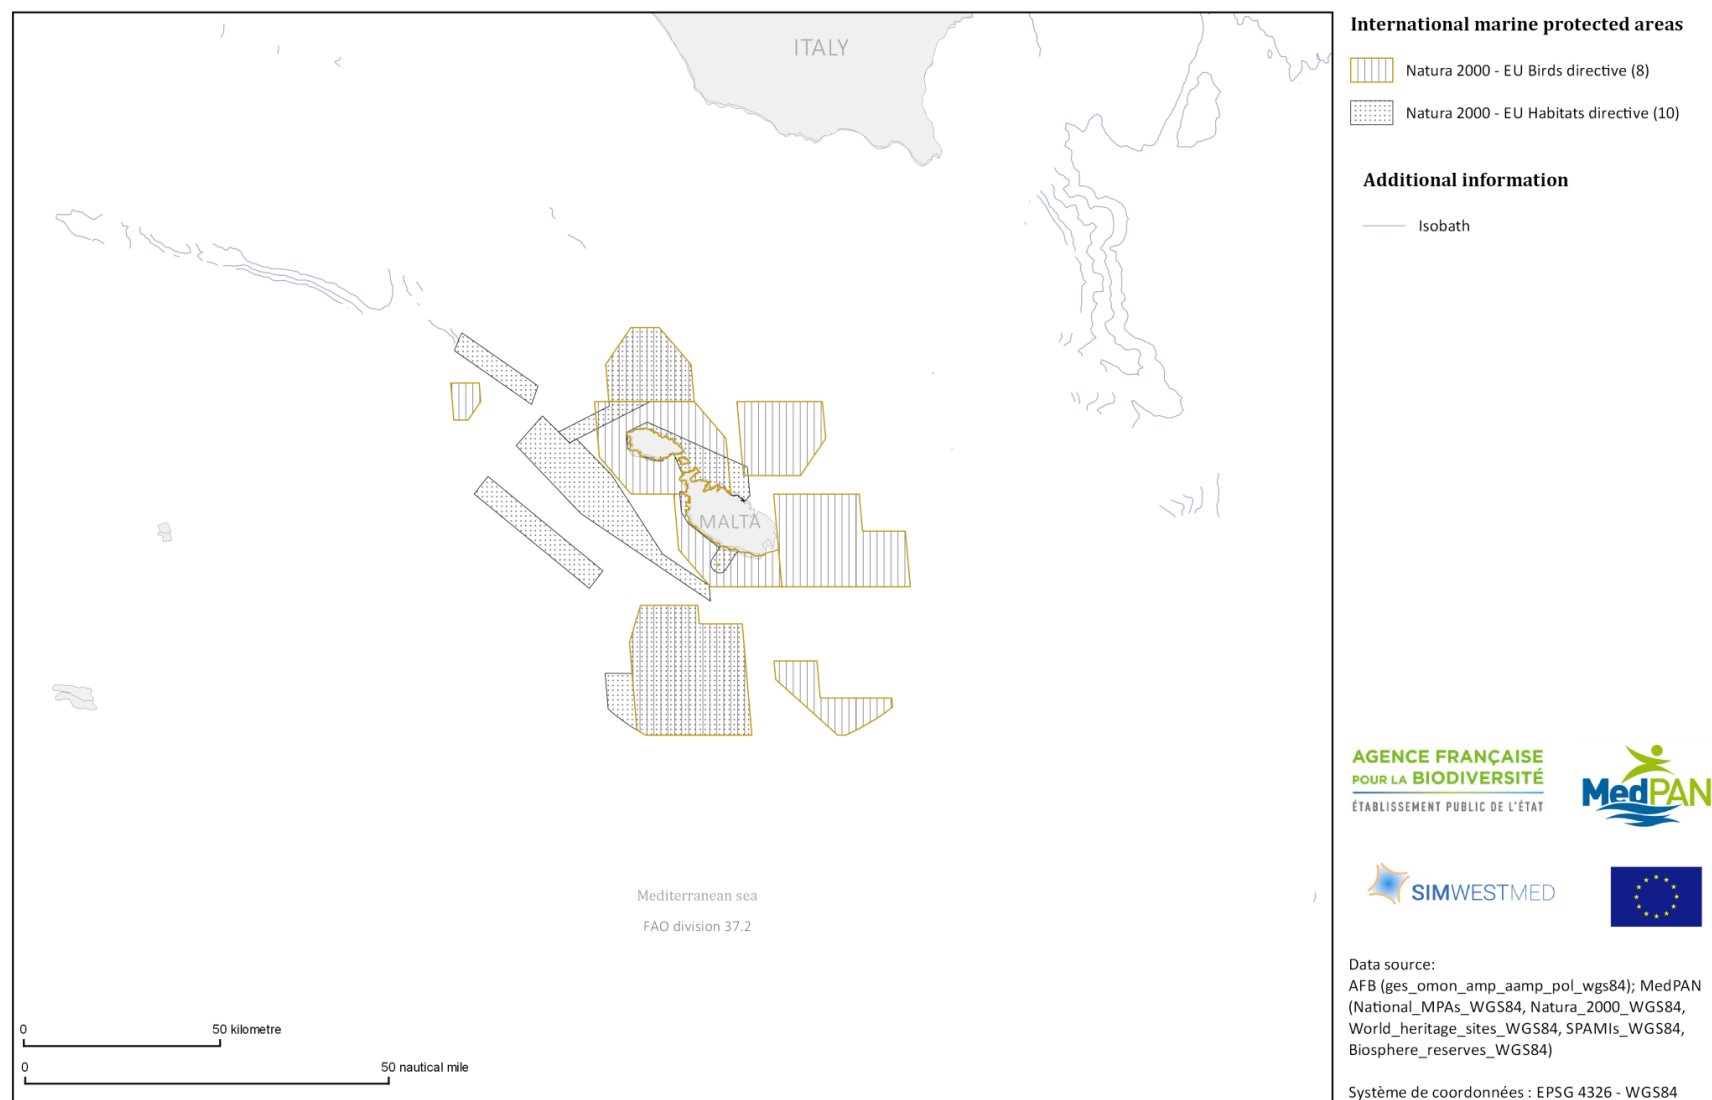 ITALY
MALTA
Mediterranean sea
FAO division 37.2
0
50 kilometre
0
50 nautical mile
International marine protected areas
Natura 2000 - EU Birds directive (8)
Natura 2000 - EU Habitats directive (10)
Additional information
Isobath
AGENCE FRANÇAISE
POUR LA BIODIVERSITÉ
ÉTABLISSEMENT PUBLIC DE L'ÉTAT
MedPAN
SIMWESTMED
Data source:
AFB (ges_omon_amp_aamp_pol_wgs84); MedPAN
(National_MPAs_WGS84, Natura_2000_WGS84,
World_heritage_sites_WGS84, SPAMIs_WGS84,
Biosphere_reserves_WGS84)
Système de coordonnées : EPSG 4326 - WGS84